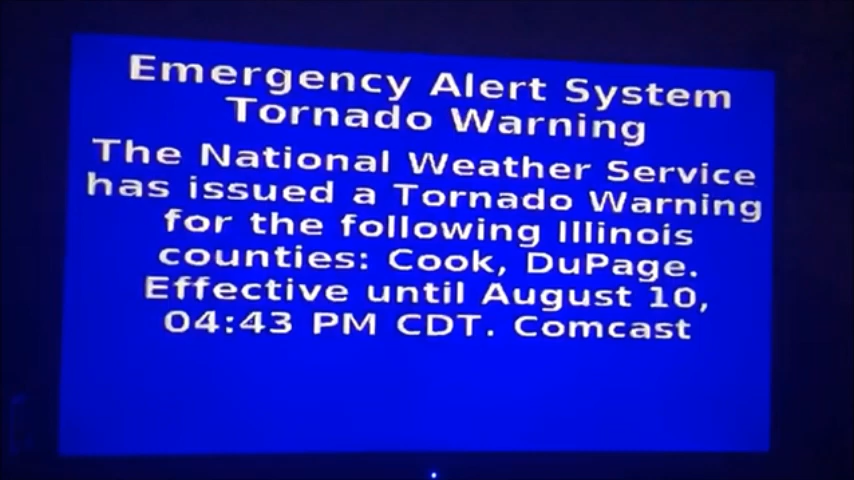 Emergency Alert System
Tornado Warning
The National Weather Service
has issued a Tornado Warning
for the following Illinois
counties: Cook, DuPage.
Effective until August 10,
04:43 PM CDT. Comcast